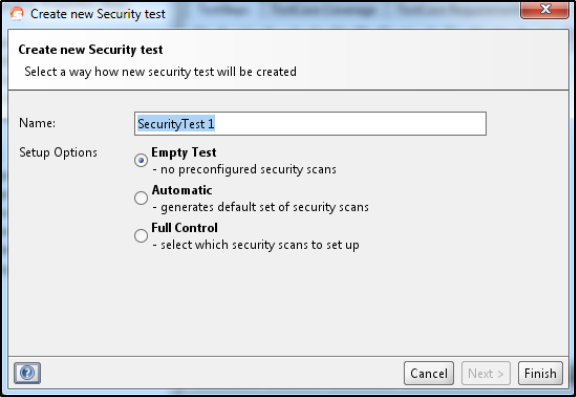 Create new Security test
Create new Security test
Select a way how new security test will be created
Name:
SecurityTest 1
Setup Options
Empty Test
- no preconfigured security scans
Automatic
- generates default set of security scans
Full Control
- select which security scans to set up
Cancel
Next >
Finish